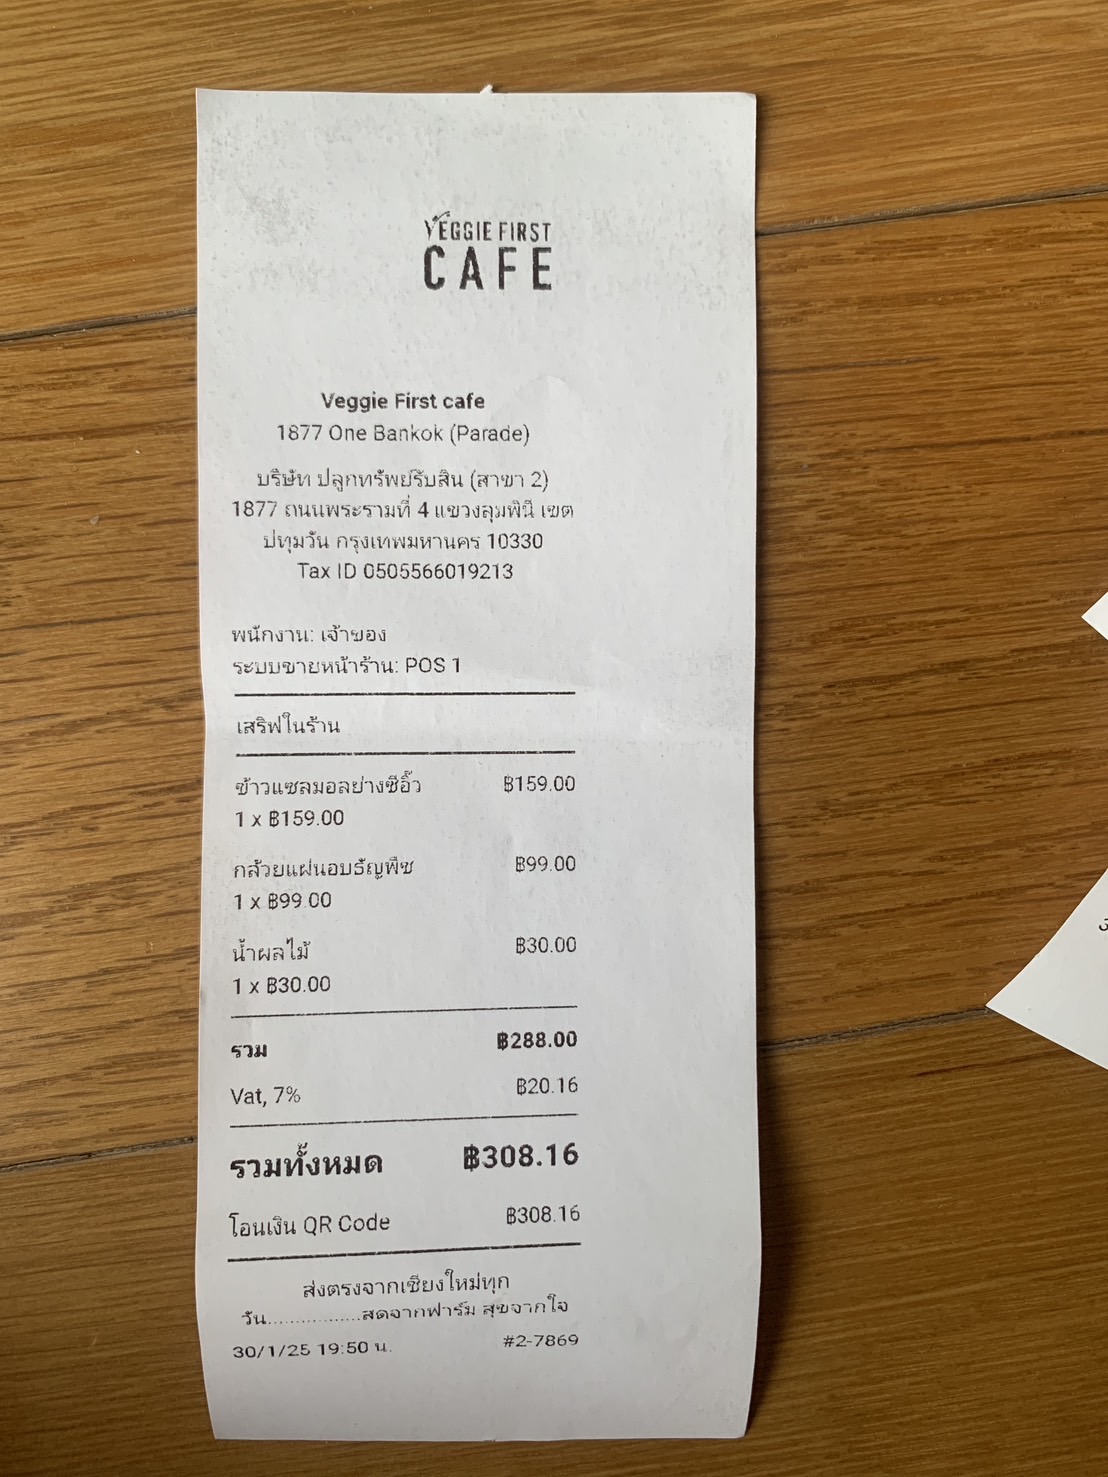 VEGGIE FIRST
CAFE
Veggie First cafe
1877 One Bankok (Parade)
บริษัท ปลูกทรัพย์รับสิน (สาขา 2)
1877 ถนนพระรามที่ 4 แขวงลุมพินี เขต
ปทุมวัน กรุงเทพมหานคร 10330
Tax ID 0505566019213
พนักงาน: เจ้าของ
ระบบขายหน้าร้าน: POS 1
เสริฟในร้าน
ข้าวแซลมอลย่างซีอิ๊ว ฿159.00
1 x ฿159.00
กล้วยแผ่นอบธัญพืช ฿99.00
1 x ฿99.00
น้ำผลไม้ ฿30.00
1 x ฿30.00
รวม ฿288.00
Vat, 7% ฿20.16
รวมทั้งหมด ฿308.16
โอนเงิน QR Code ฿308.16
ส่งตรงจากเชียงใหม่ทุก
วัน.................สดจากฟาร์ม สุขจากใจ
30/1/25 19:50 น. #2-7869